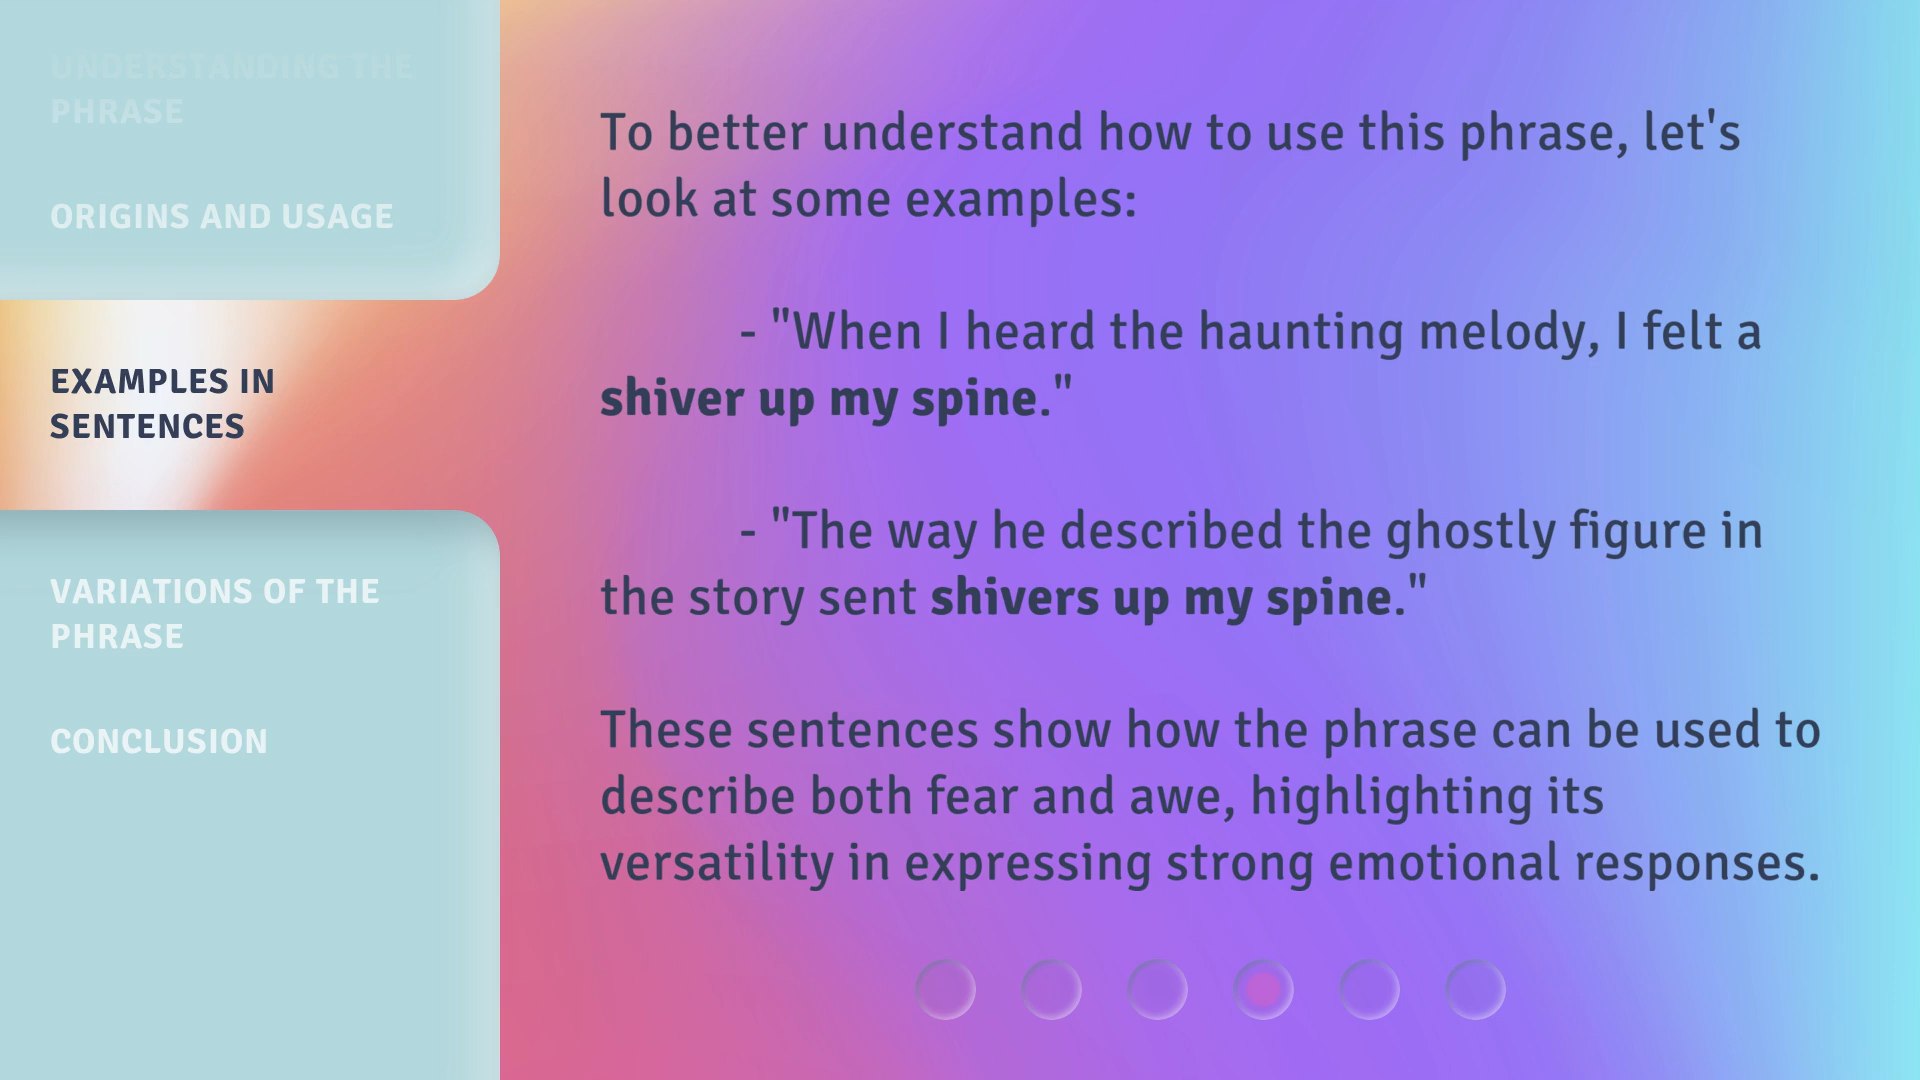 UNDERSTANDING THE
PHRASE
ORIGINS AND USAGE
EXAMPLES IN
SENTENCES
VARIATIONS OF THE
PHRASE
CONCLUSION
To better understand how to use this phrase, let's
look at some examples:
- "When I heard the haunting melody, I felt a
shiver up my spine."
- "The way he described the ghostly figure in
the story sent shivers up my spine."
These sentences show how the phrase can be used to
describe both fear and awe, highlighting its
versatility in expressing strong emotional responses.